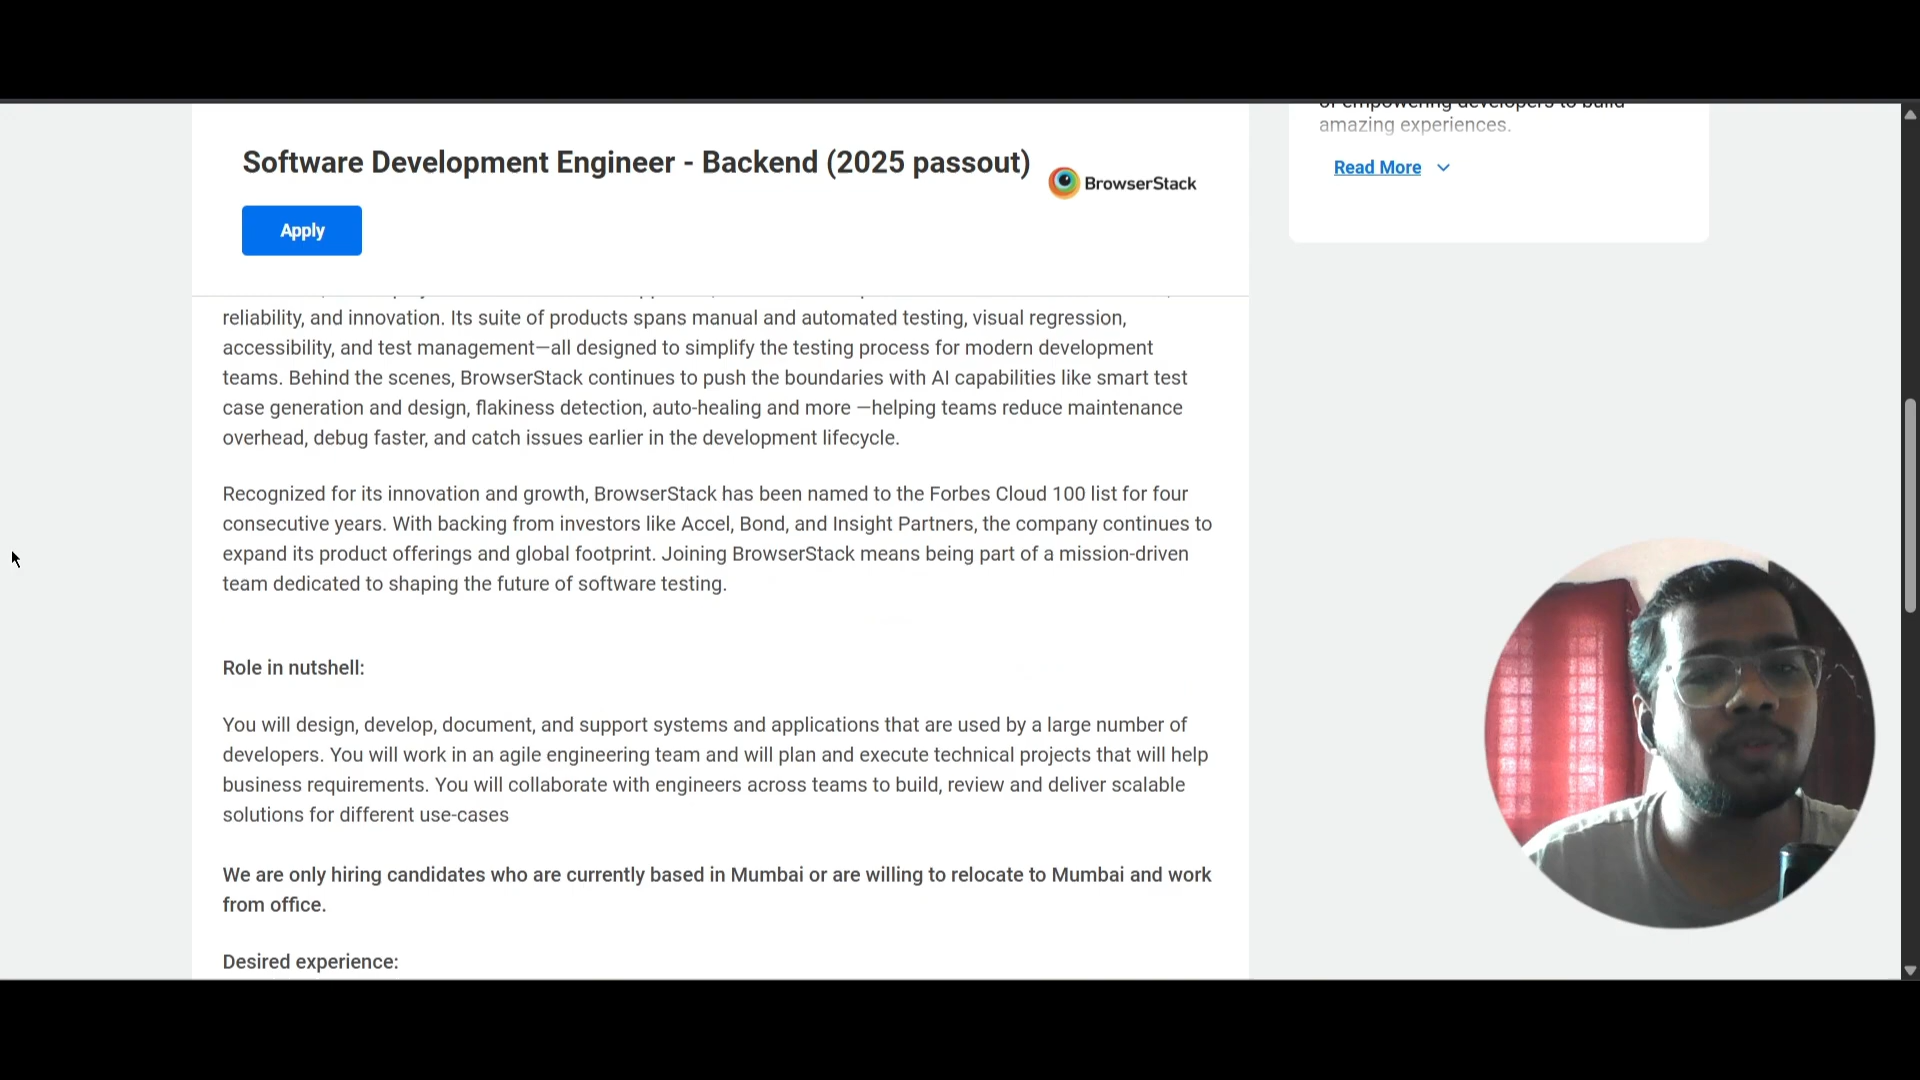 of empowering developers to build
amazing experiences.
Read More
Software Development Engineer - Backend (2025 passout)
BrowserStack
Apply
reliability, and innovation. Its suite of products spans manual and automated testing, visual regression,
accessibility, and test management—all designed to simplify the testing process for modern development
teams. Behind the scenes, BrowserStack continues to push the boundaries with AI capabilities like smart test
case generation and design, flakiness detection, auto-healing and more —helping teams reduce maintenance
overhead, debug faster, and catch issues earlier in the development lifecycle.
Recognized for its innovation and growth, BrowserStack has been named to the Forbes Cloud 100 list for four
consecutive years. With backing from investors like Accel, Bond, and Insight Partners, the company continues to
expand its product offerings and global footprint. Joining BrowserStack means being part of a mission-driven
team dedicated to shaping the future of software testing.
Role in nutshell:
You will design, develop, document, and support systems and applications that are used by a large number of
developers. You will work in an agile engineering team and will plan and execute technical projects that will help
business requirements. You will collaborate with engineers across teams to build, review and deliver scalable
solutions for different use-cases
We are only hiring candidates who are currently based in Mumbai or are willing to relocate to Mumbai and work
from office.
Desired experience: